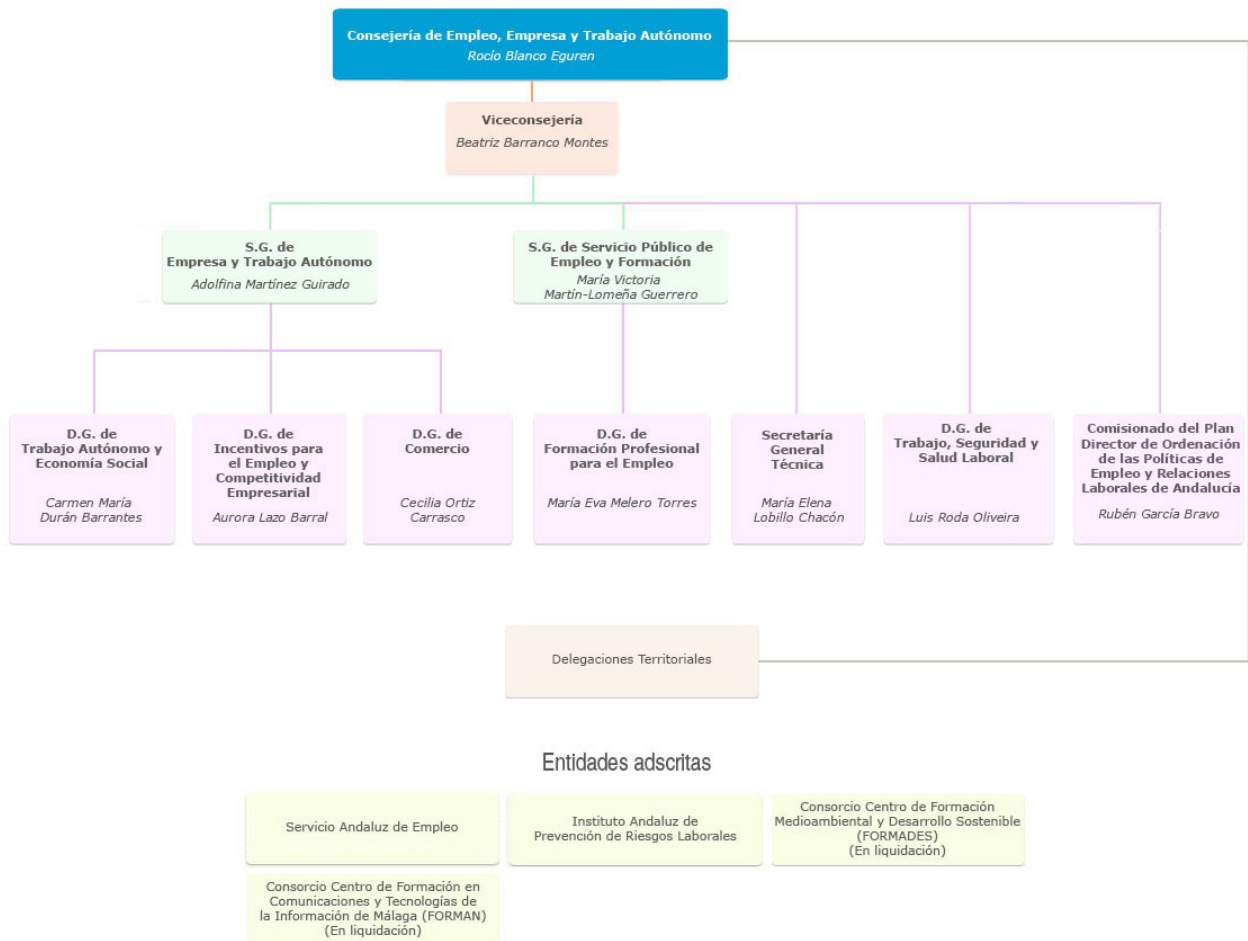 Consejería de Empleo, Empresa y Trabajo Autónomo
Rocío Blanco Eguren
Viceconsejería
Beatriz Barranco Montes
S.G. de
Empresa y Trabajo Autónomo
Adolfina Martínez Guirado
S.G. de Servicio Público de
Empleo y Formación
María Victoria
Martín-Lomeña Guerrero
D.G. de
Trabajo Autónomo y
Economía Social
Carmen María
Durán Barrantes
D.G. de
Incentivos para
el Empleo y
Competitividad
Empresarial
Aurora Lazo Barral
D.G. de
Comercio
Cecilia Ortiz
Carrasco
D.G. de
Formación Profesional
para el Empleo
María Eva Melero Torres
Secretaría
General
Técnica
María Elena
Lobillo Chacón
D.G. de
Trabajo, Seguridad y
Salud Laboral
Luis Roda Oliveira
Comisionado del Plan
Director de Ordenación
de las Políticas de
Empleo y Relaciones
Laborales de Andalucía
Rubén García Bravo
Delegaciones Territoriales
Entidades adscritas
Servicio Andaluz de Empleo
Instituto Andaluz de
Prevención de Riesgos Laborales
Consorcio Centro de Formación
Medioambiental y Desarrollo Sostenible
(FORMADES)
(En liquidación)
Consorcio Centro de Formación en
Comunicaciones y Tecnologías de
la Información de Málaga (FORMAN)
(En liquidación)